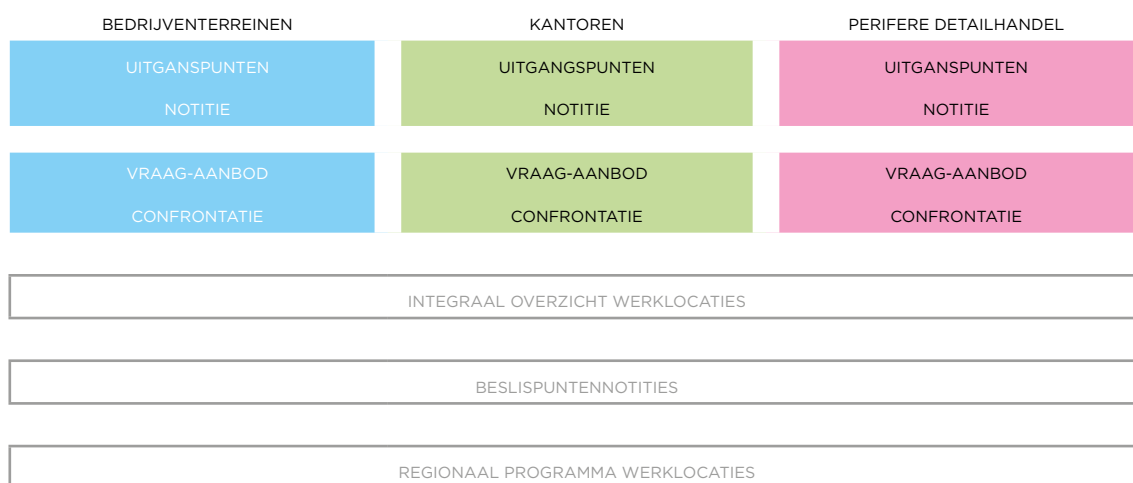 BEDRIJVENTERREINEN KANTOREN PERIFERE DETAILHANDEL
UITGANSPUNTEN UITGANGSPUNTEN UITGANSPUNTEN
NOTITIE NOTITIE NOTITIE
VRAAG-AANBOD VRAAG-AANBOD VRAAG-AANBOD
CONFRONTATIE CONFRONTATIE CONFRONTATIE
INTEGRAAL OVERZICHT WERKLOCATIES
BESLISPUNTENNOTITIES
REGIONAAL PROGRAMMA WERKLOCATIES